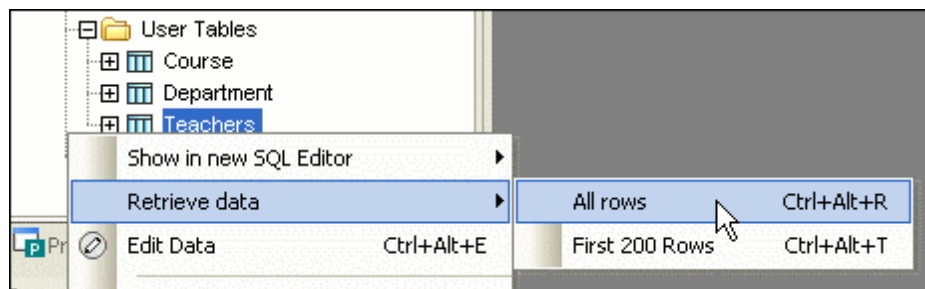 User Tables
Course
Department
Teachers
Show in new SQL Editor
Retrieve data
All rows Ctrl+Alt+R
Pr Edit Data Ctrl+Alt+E
First 200 Rows Ctrl+Alt+T